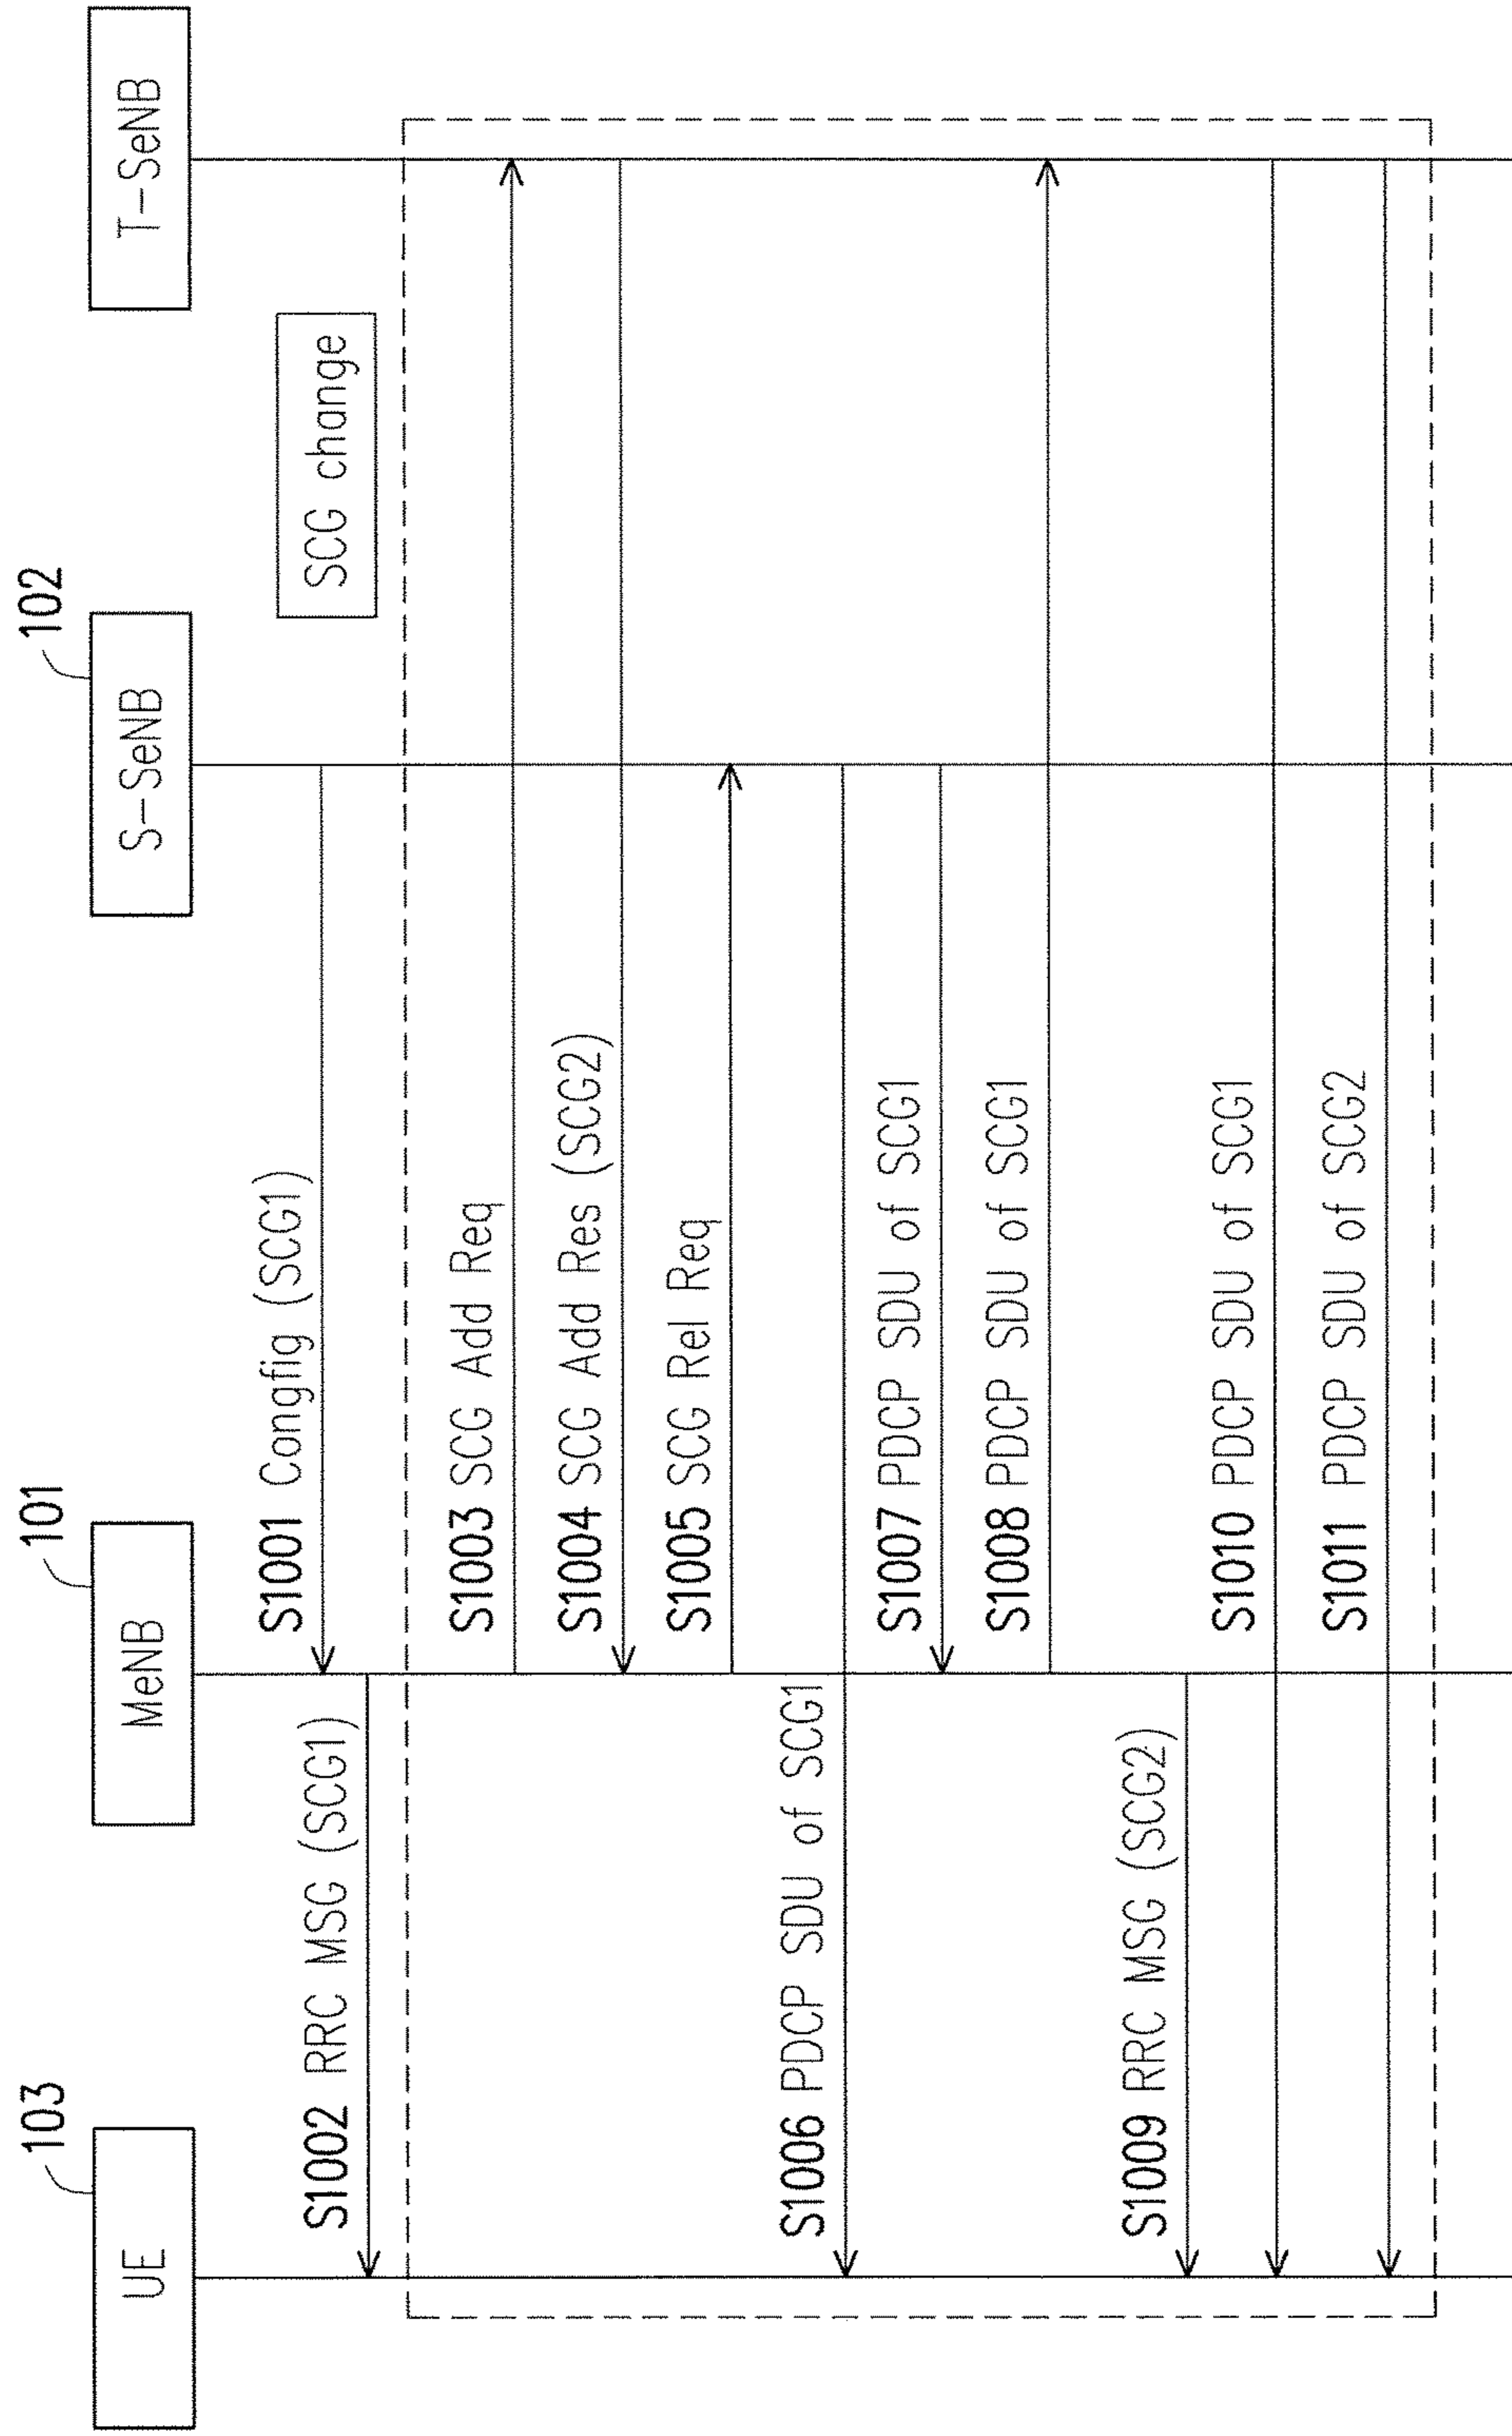 103
101
102
UE
MeNB
S-SeNB
T-SeNB
SCG change
S1001 Congfig (SCG1)
S1002 RRC MSG (SCG1)
S1003 SCG Add Req
S1004 SCG Add Res (SCG2)
S1005 SCG Rel Req
S1006 PDCP SDU of SCG1
S1007 PDCP SDU of SCG1
S1008 PDCP SDU of SCG1
S1009 RRC MSG (SCG2)
S1010 PDCP SDU of SCG1
S1011 PDCP SDU of SCG2